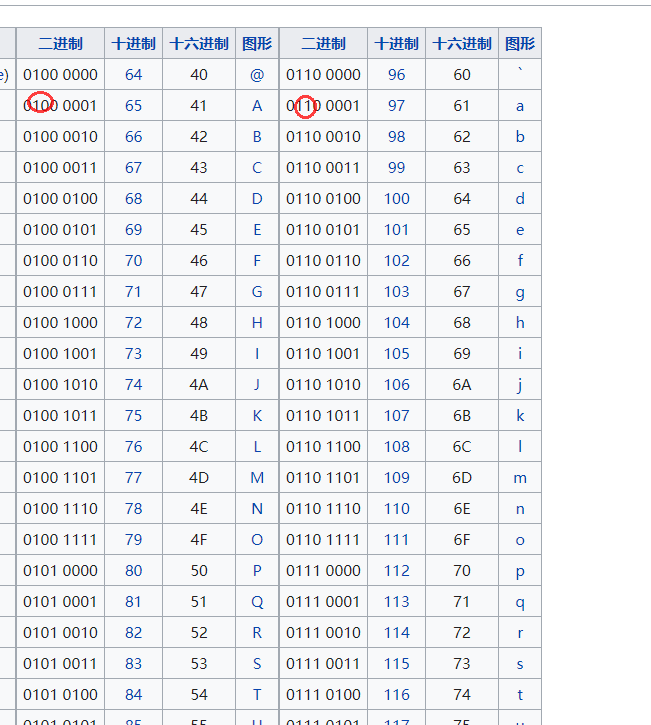 二进制 十进制 十六进制 图形 二进制 十进制 十六进制 图形
e) 0100 0000 64 40 @ 0110 0000 96 60 `
0100 0001 65 41 A 0110 0001 97 61 a
0100 0010 66 42 B 0110 0010 98 62 b
0100 0011 67 43 C 0110 0011 99 63 c
0100 0100 68 44 D 0110 0100 100 64 d
0100 0101 69 45 E 0110 0101 101 65 e
0100 0110 70 46 F 0110 0110 102 66 f
0100 0111 71 47 G 0110 0111 103 67 g
0100 1000 72 48 H 0110 1000 104 68 h
0100 1001 73 49 I 0110 1001 105 69 i
0100 1010 74 4A J 0110 1010 106 6A j
0100 1011 75 4B K 0110 1011 107 6B k
0100 1100 76 4C L 0110 1100 108 6C l
0100 1101 77 4D M 0110 1101 109 6D m
0100 1110 78 4E N 0110 1110 110 6E n
0100 1111 79 4F O 0110 1111 111 6F o
0101 0000 80 50 P 0111 0000 112 70 p
0101 0001 81 51 Q 0111 0001 113 71 q
0101 0010 82 52 R 0111 0010 114 72 r
0101 0011 83 53 S 0111 0011 115 73 s
0101 0100 84 54 T 0111 0100 116 74 t
0101 0101 85 55 U 0111 0101 117 75 u